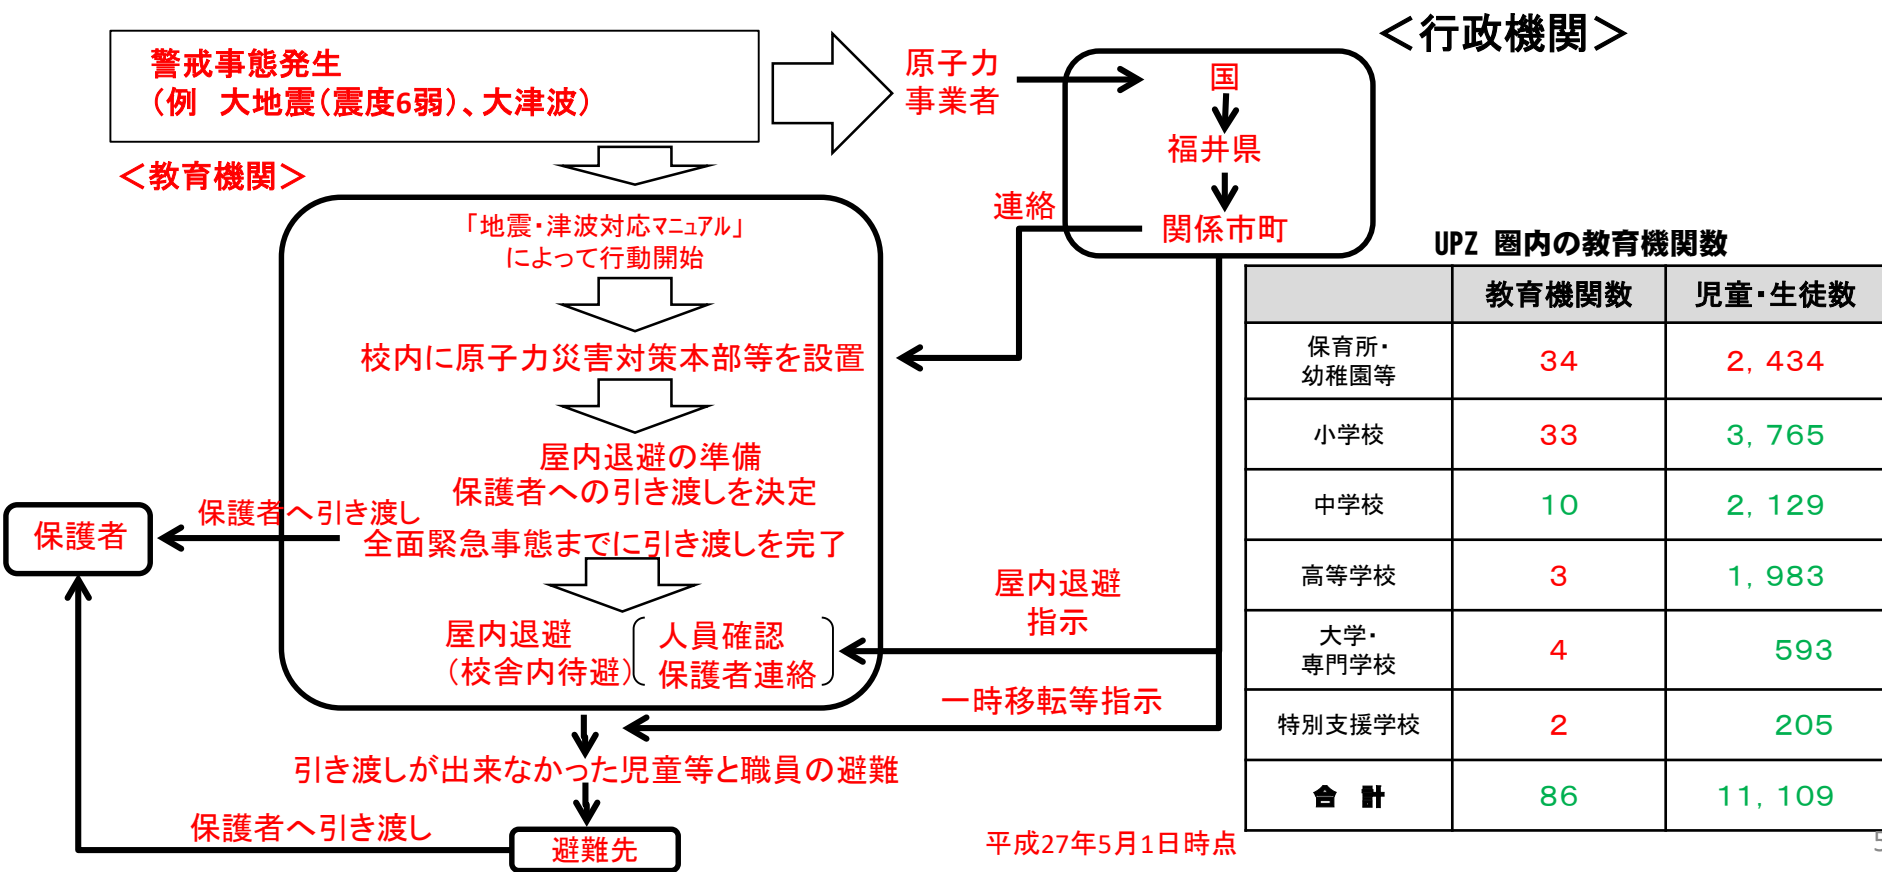 ＜行政機関＞
警戒事態発生
（例　大地震（震度6弱）、大津波）
原子力
事業者
国
福井県
関係市町
連絡
＜教育機関＞
「地震・津波対応マニュアル」
によって行動開始
校内に原子力災害対策本部等を設置
屋内退避の準備
保護者への引き渡しを決定
全面緊急事態までに引き渡しを完了
保護者へ引き渡し
保護者
屋内退避
（校舎内待避）
人員確認
保護者連絡
屋内退避
指示
一時移転等指示
引き渡しが出来なかった児童等と職員の避難
保護者へ引き渡し
避難先
平成27年5月1日時点
UPZ 圏内の教育機関数
教育機関数　児童・生徒数
保育所・
幼稚園等　34　2，434
小学校　33　3，765
中学校　10　2，129
高等学校　3　1，983
大学・
専門学校　4　593
特別支援学校　2　205
合　計　86　11，109